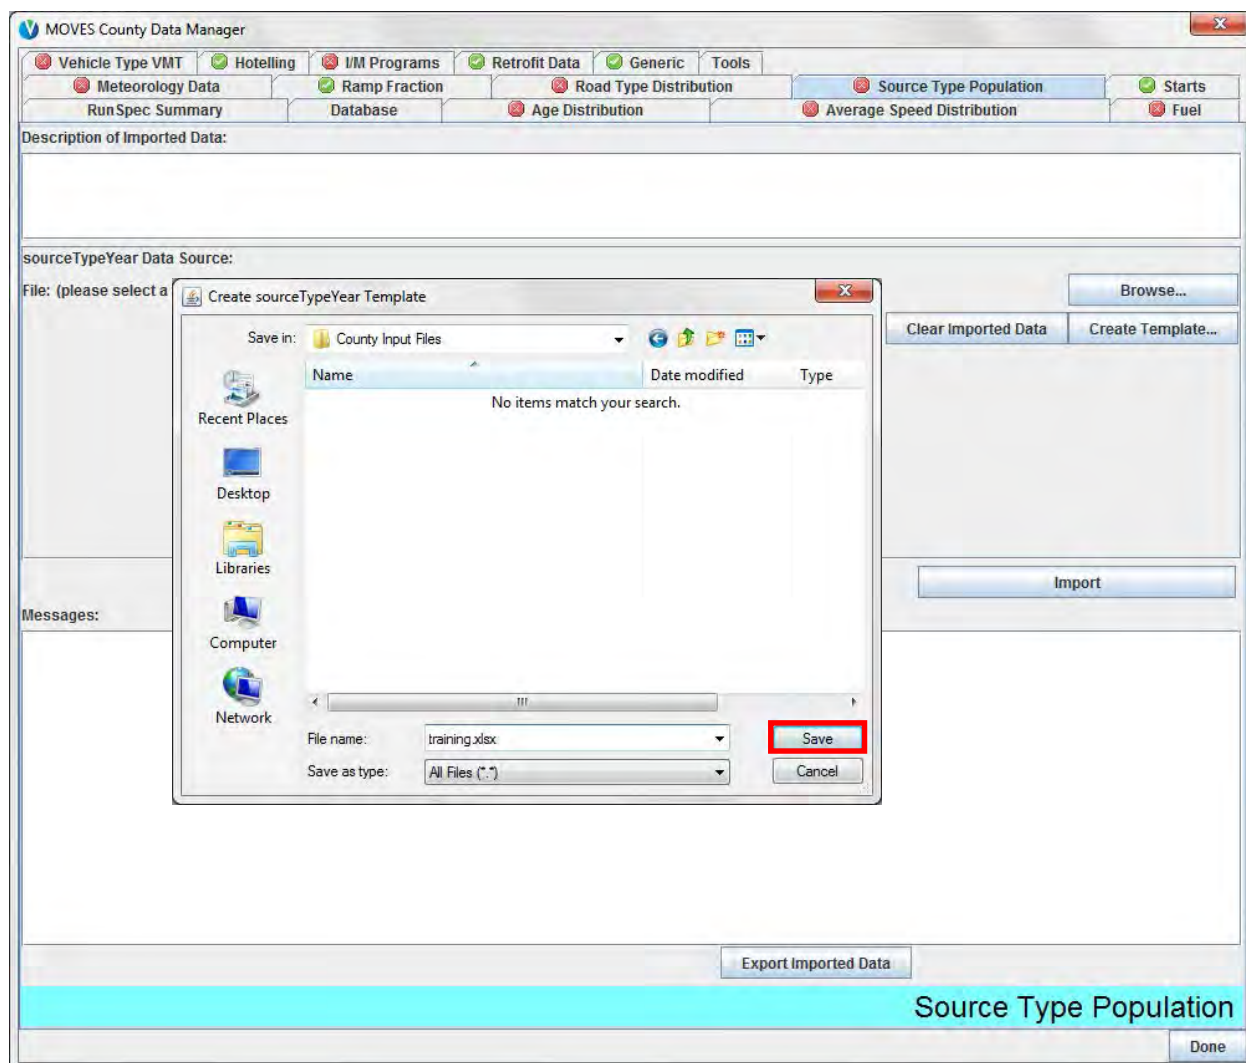 MOVES County Data Manager
Vehicle Type VMT Hotelling I/M Programs Retrofit Data Generic Tools
Meteorology Data Ramp Fraction Road Type Distribution Source Type Population Starts
RunSpec Summary Database Age Distribution Average Speed Distribution Fuel
Description of Imported Data:
sourceTypeYear Data Source:
File: (please select a
Browse...
Create sourceTypeYear Template
Clear Imported Data Create Template...
Save in: County Input Files
Name Date modified Type
No items match your search.
Recent Places
Desktop
Libraries
Import
Messages:
Computer
Network
File name: training.xlsx Save
Save as type: All Files (*.*) Cancel
Export Imported Data
Source Type Population
Done